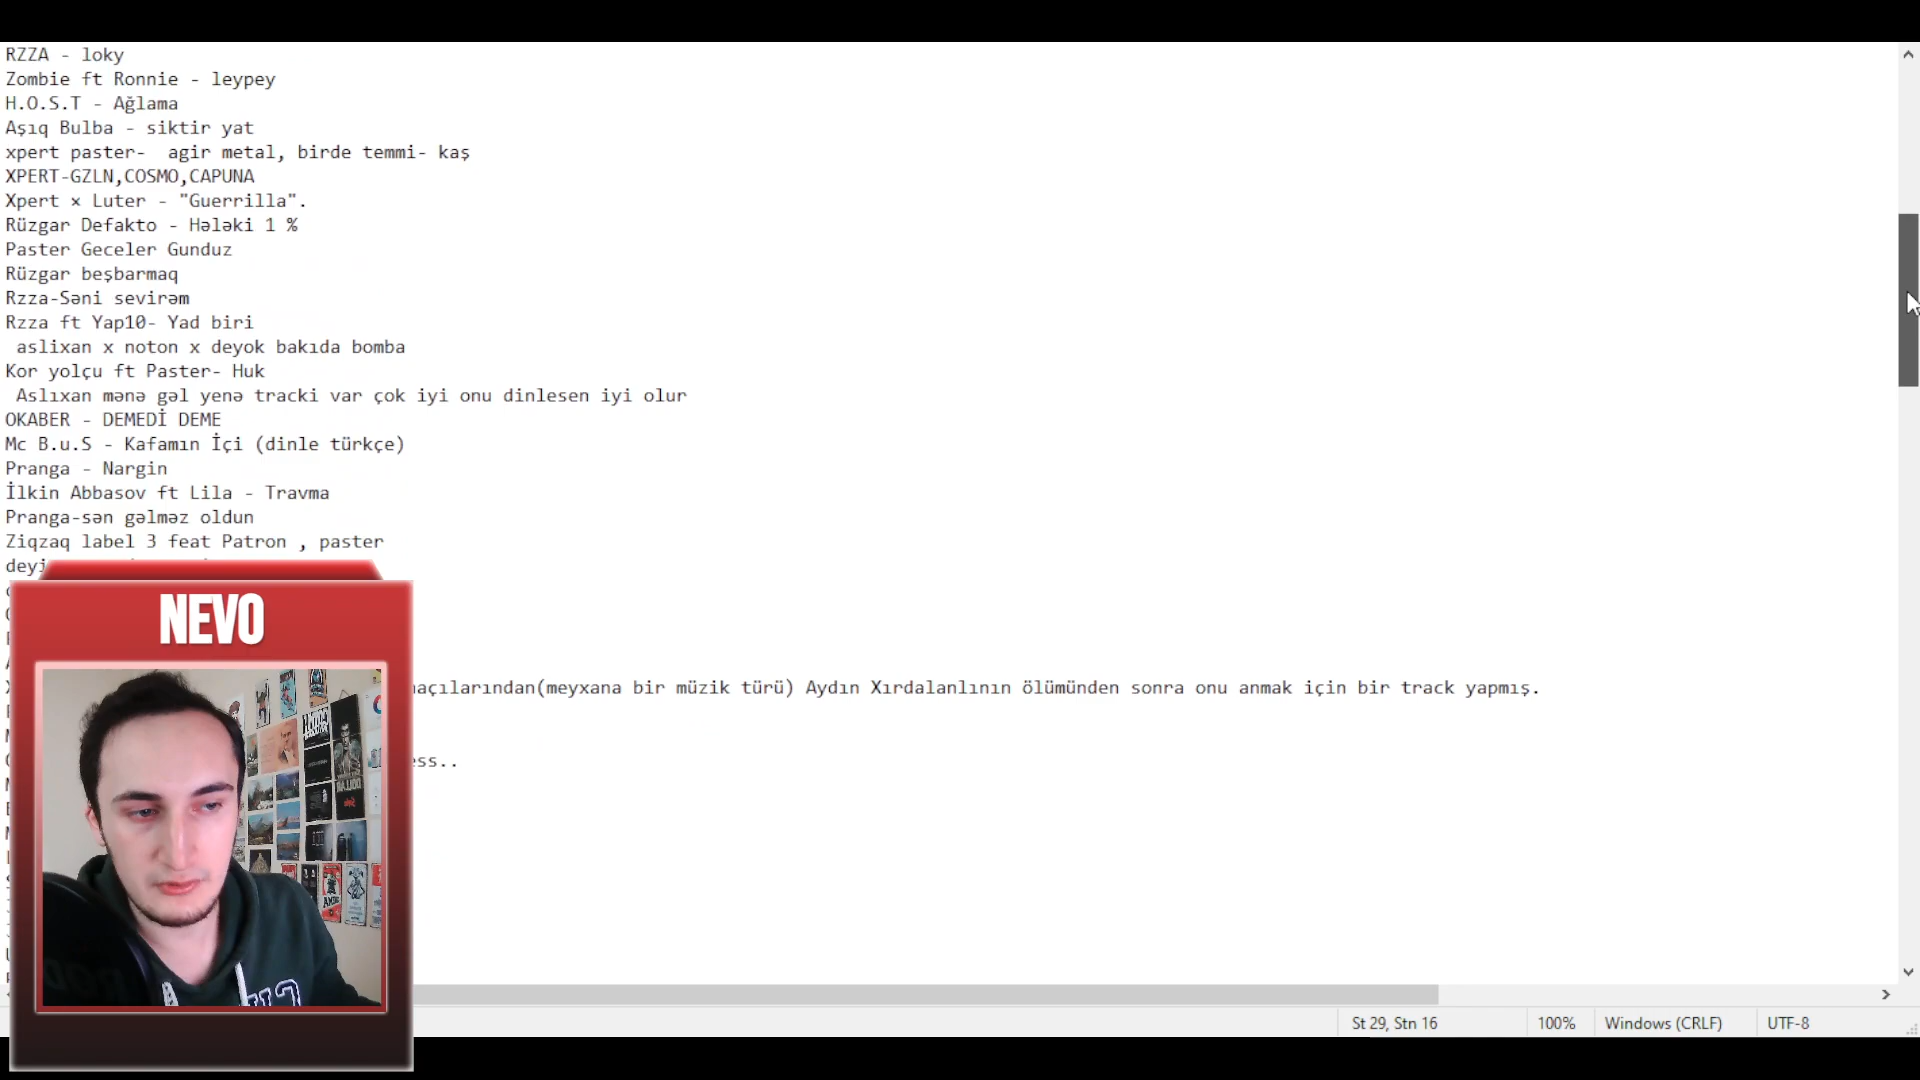 RZZA - loky
Zombie ft Ronnie - leypey
H.O.S.T - Ağlama
Aşıq Bulba - siktir yat
xpert paster-  agir metal, birde temmi- kaş
XPERT-GZLN,COSMO,CAPUNA
Xpert × Luter - "Guerrilla".
Rüzgar Defakto - Hələki 1 %
Paster Geceler Gunduz
Rüzgar beşbarmaq
Rzza-Səni sevirəm
Rzza ft Yap10- Yad biri
aslixan x noton x deyok bakıda bomba
Kor yolçu ft Paster- Huk
Aslıxan mənə gəl yenə tracki var çok iyi onu dinlesen iyi olur
OKABER - DEMEDİ DEME
Mc B.u.S - Kafamın İçi (dinle türkçe)
Pranga - Nargin
İlkin Abbasov ft Lila - Travma
Pranga-sən gəlməz oldun
Ziqzaq label 3 feat Patron , paster
NEVO
açılarından(meyxana bir müzik türü) Aydın Xırdalanlının ölümünden sonra onu anmak için bir track yapmış.
ess..
St 29, Stn 16
100%
Windows (CRLF)
UTF-8